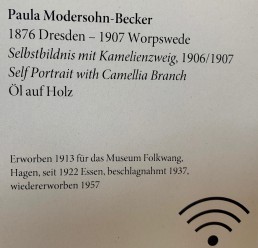 Paula Modersohn-Becker
1876 Dresden – 1907 Worpswede
Selbstbildnis mit Kamelienzweig, 1906/1907
Self Portrait with Camellia Branch
Öl auf Holz
Erworben 1913 für das Museum Folkwang,
Hagen, seit 1922 Essen, beschlagnahmt 1937,
wiedererworben 1957